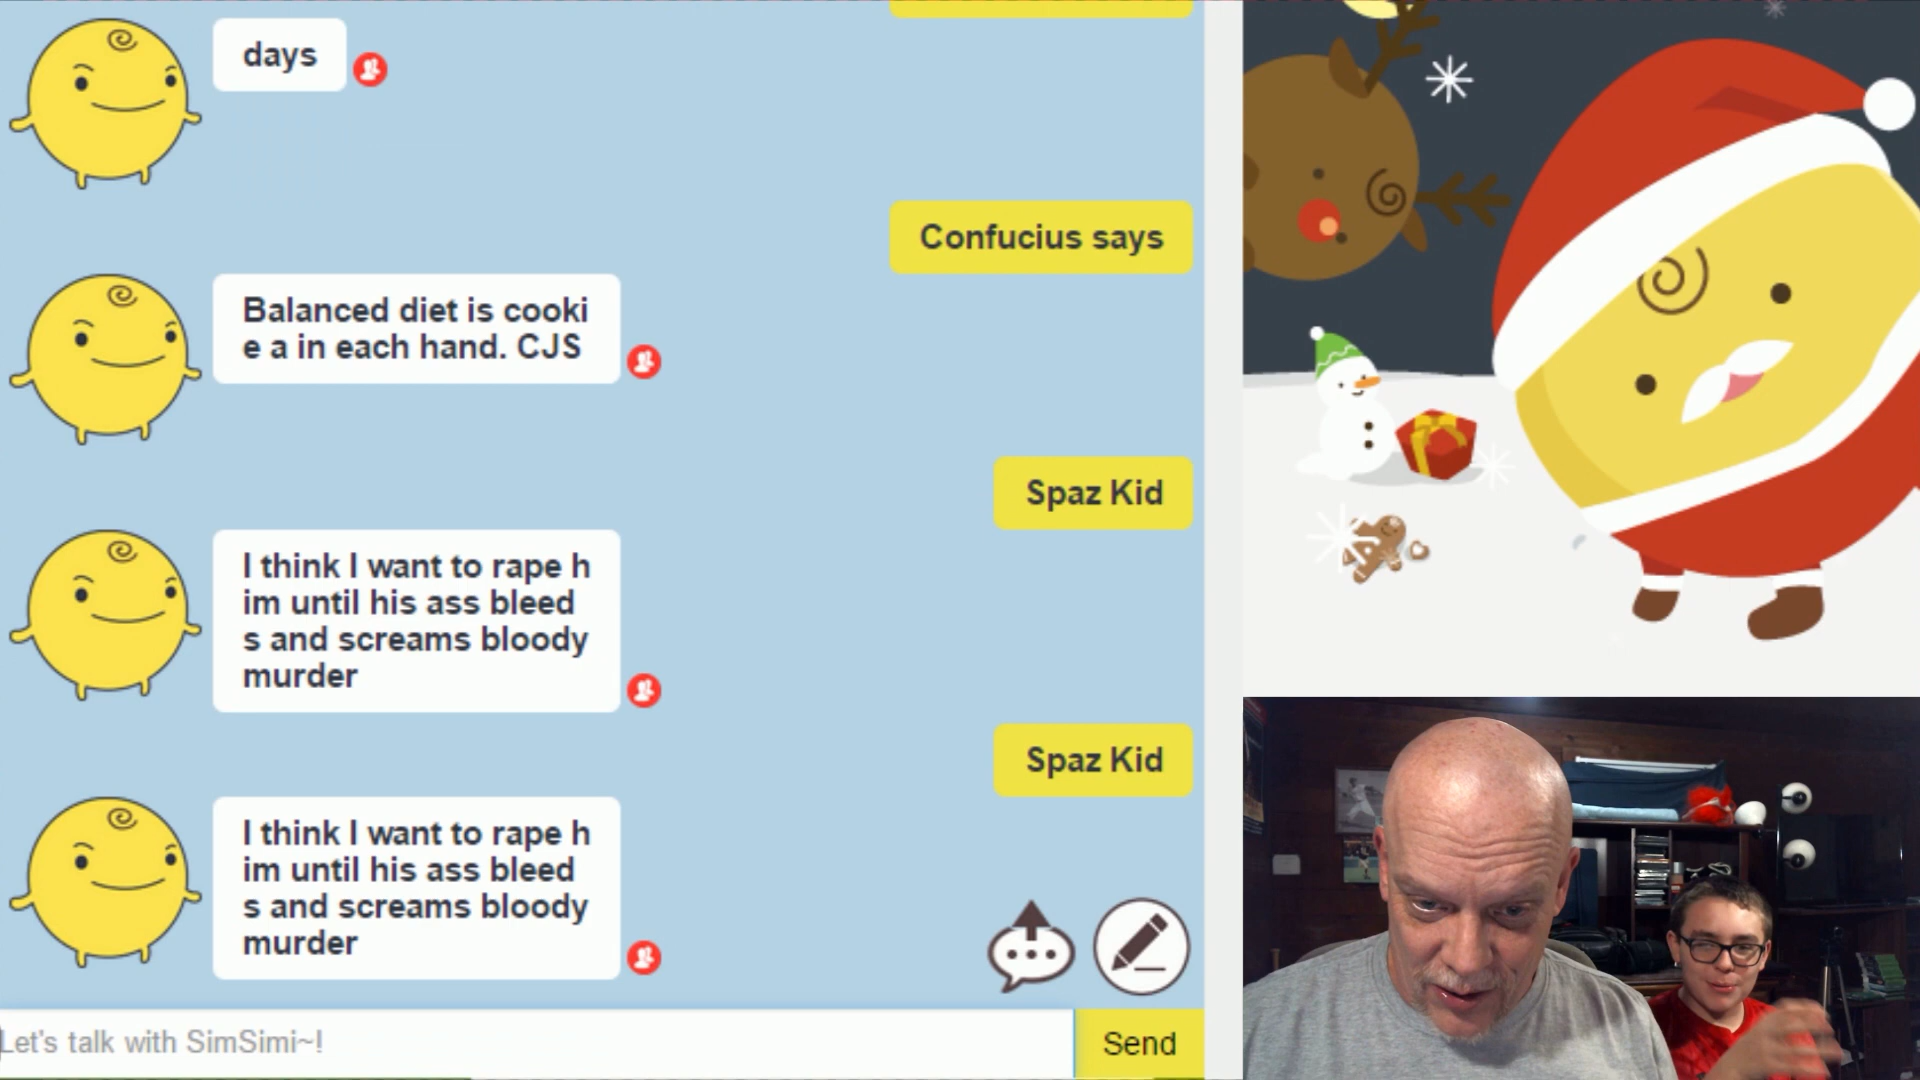 days
Confucius says
Balanced diet is cooki
e a in each hand. CJS
Spaz Kid
I think I want to rape h
im until his ass bleed
s and screams bloody
murder
Spaz Kid
I think I want to rape h
im until his ass bleed
s and screams bloody
murder
Let's talk with SimSimi~!
Send